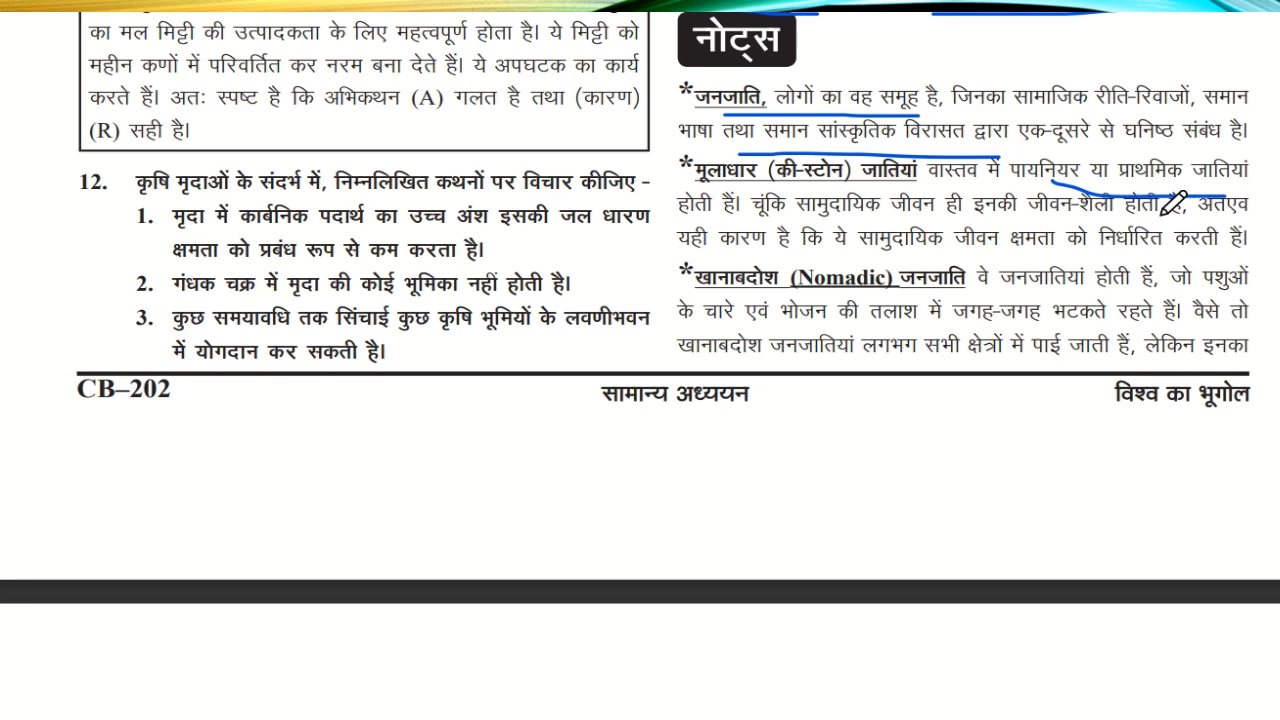 का मल मिट्टी की उत्पादकता के लिए महत्वपूर्ण होता है। ये मिट्टी को
महीन कणों में परिवर्तित कर नरम बना देते हैं। ये अपघटक का कार्य
करते हैं। अतः स्पष्ट है कि अभिकथन (A) गलत है तथा (कारण)
(R) सही है।
12. कृषि मृदाओं के संदर्भ में, निम्नलिखित कथनों पर विचार कीजिए -
1. मृदा में कार्बनिक पदार्थ का उच्च अंश इसकी जल धारण
क्षमता को प्रबंध रूप से कम करता है।
2. गंधक चक्र में मृदा की कोई भूमिका नहीं होती है।
3. कुछ समयावधि तक सिंचाई कुछ कृषि भूमियों के लवणीभवन
में योगदान कर सकती है।
नोट्स
*जनजाति, लोगों का वह समूह है, जिनका सामाजिक रीति-रिवाजों, समान
भाषा तथा समान सांस्कृतिक विरासत द्वारा एक-दूसरे से घनिष्ठ संबंध है।
*मूलाधार (की-स्टोन) जातियां वास्तव में पायनियर या प्राथमिक जातियां
होती हैं। चूंकि सामुदायिक जीवन ही इनकी जीवन-शैली होती है, अतएव
यही कारण है कि ये सामुदायिक जीवन क्षमता को निर्धारित करती हैं।
*खानाबदोश (Nomadic) जनजाति वे जनजातियां होती हैं, जो पशुओं
के चारे एवं भोजन की तलाश में जगह-जगह भटकते रहते हैं। वैसे तो
खानाबदोश जनजातियां लगभग सभी क्षेत्रों में पाई जाती हैं, लेकिन इनका
CB–202 सामान्य अध्ययन विश्व का भूगोल